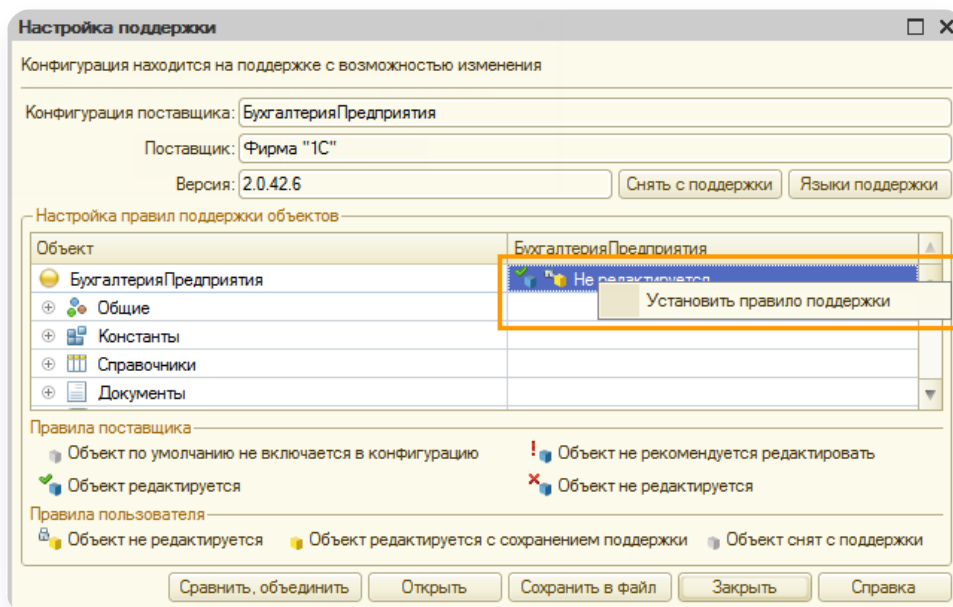 Настройка поддержки
Конфигурация находится на поддержке с возможностью изменения
Конфигурация поставщика: БухгалтерияПредприятия
Поставщик: Фирма "1С"
Версия: 2.0.42.6 Снять с поддержки Языки поддержки
Настройка правил поддержки объектов
Объект БухгалтерияПредприятия
БухгалтерияПредприятия Не редактируется
Установить правило поддержки
Общие
Константы
Справочники
Документы
Правила поставщика
Объект по умолчанию не включается в конфигурацию Объект не рекомендуется редактировать
Объект редактируется Объект не редактируется
Правила пользователя
Объект не редактируется Объект редактируется с сохранением поддержки Объект снят с поддержки
Сравнить, объединить Открыть Сохранить в файл Закрыть Справка